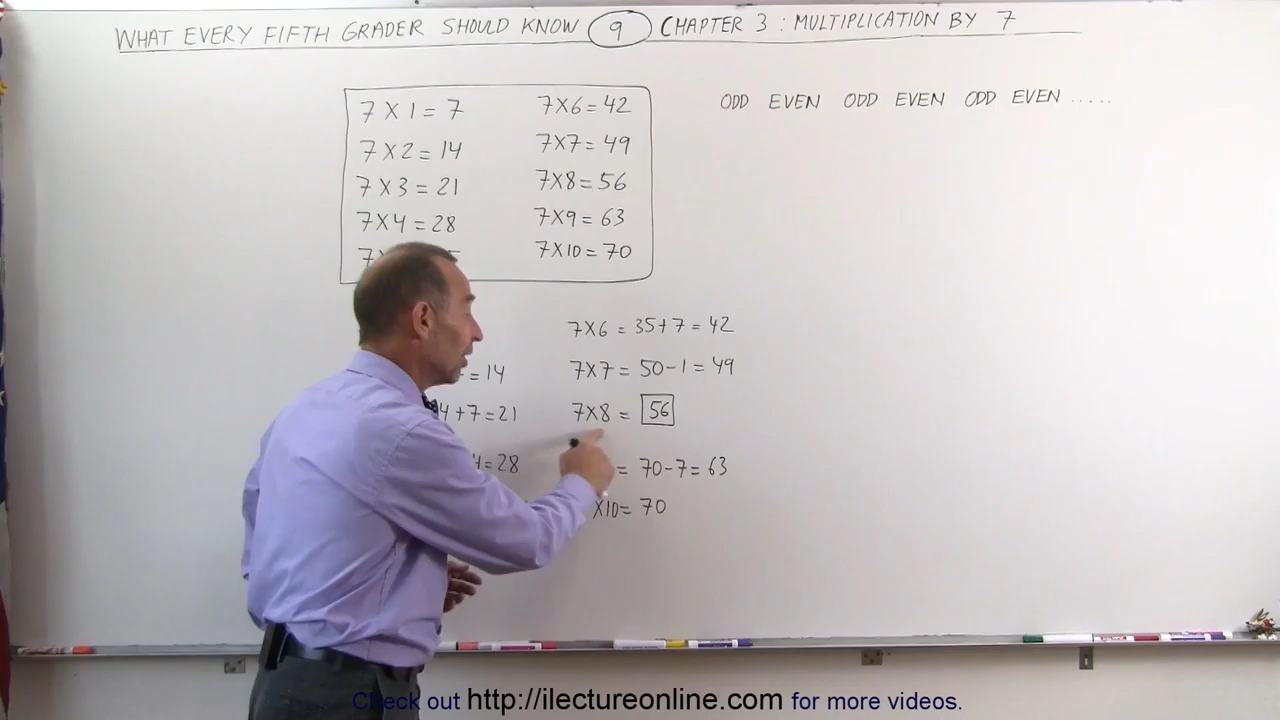 WHAT EVERY FIFTH GRADER SHOULD KNOW 9 CHAPTER 3 : MULTIPLICATION BY 7
7 X 1 = 7
7 X 2 = 14
7 X 3 = 21
7 X 4 = 28
7X
7X6 = 42
7X7 = 49
7X8 = 56
7X9 = 63
7X10 = 70
ODD EVEN ODD EVEN ODD EVEN .....
= 14
4 + 7 = 21
4 = 28
7X6 = 35 + 7 = 42
7X7 = 50 - 1 = 49
7X8 = 56
= 70 - 7 = 63
X10 = 70
Check out http://ilectureonline.com for more videos.